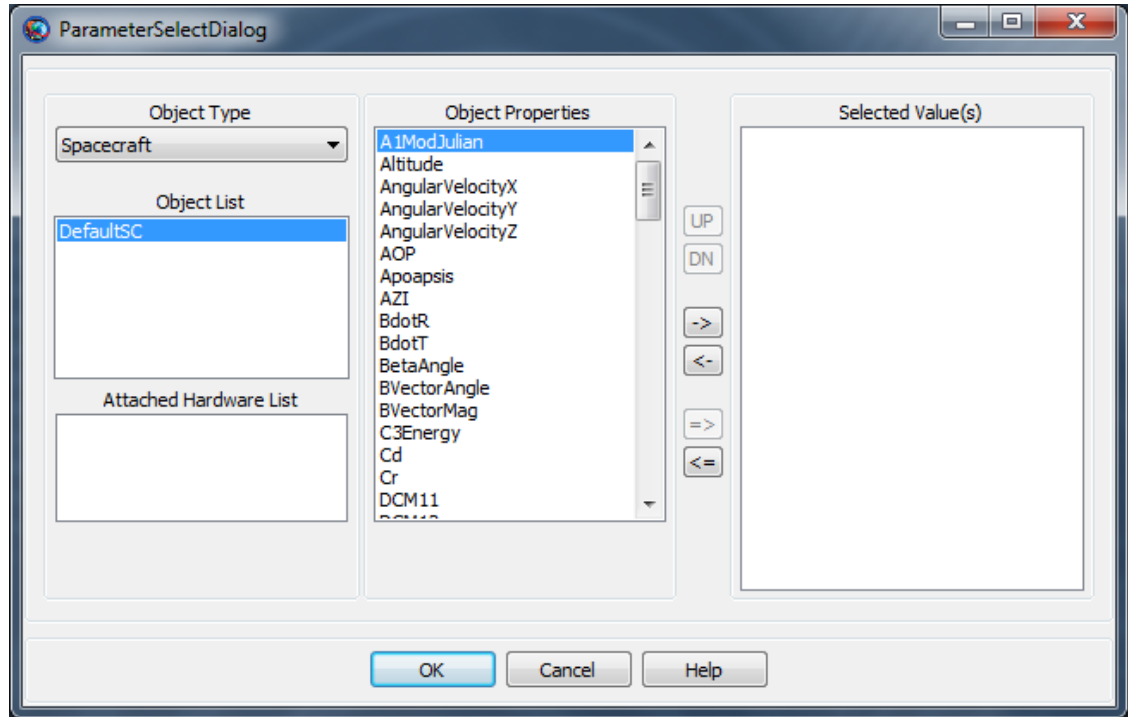 ParameterSelectDialog
Object Type
Spacecraft
Object List
DefaultSC
Attached Hardware List
Object Properties
A1ModJulian
Altitude
AngularVelocityX
AngularVelocityY
AngularVelocityZ
AOP
Apoapsis
AZI
BdotR
BdotT
BetaAngle
BVectorAngle
BVectorMag
C3Energy
Cd
Cr
DCM11
UP
DN
->
<-
=>
<=
Selected Value(s)
OK
Cancel
Help